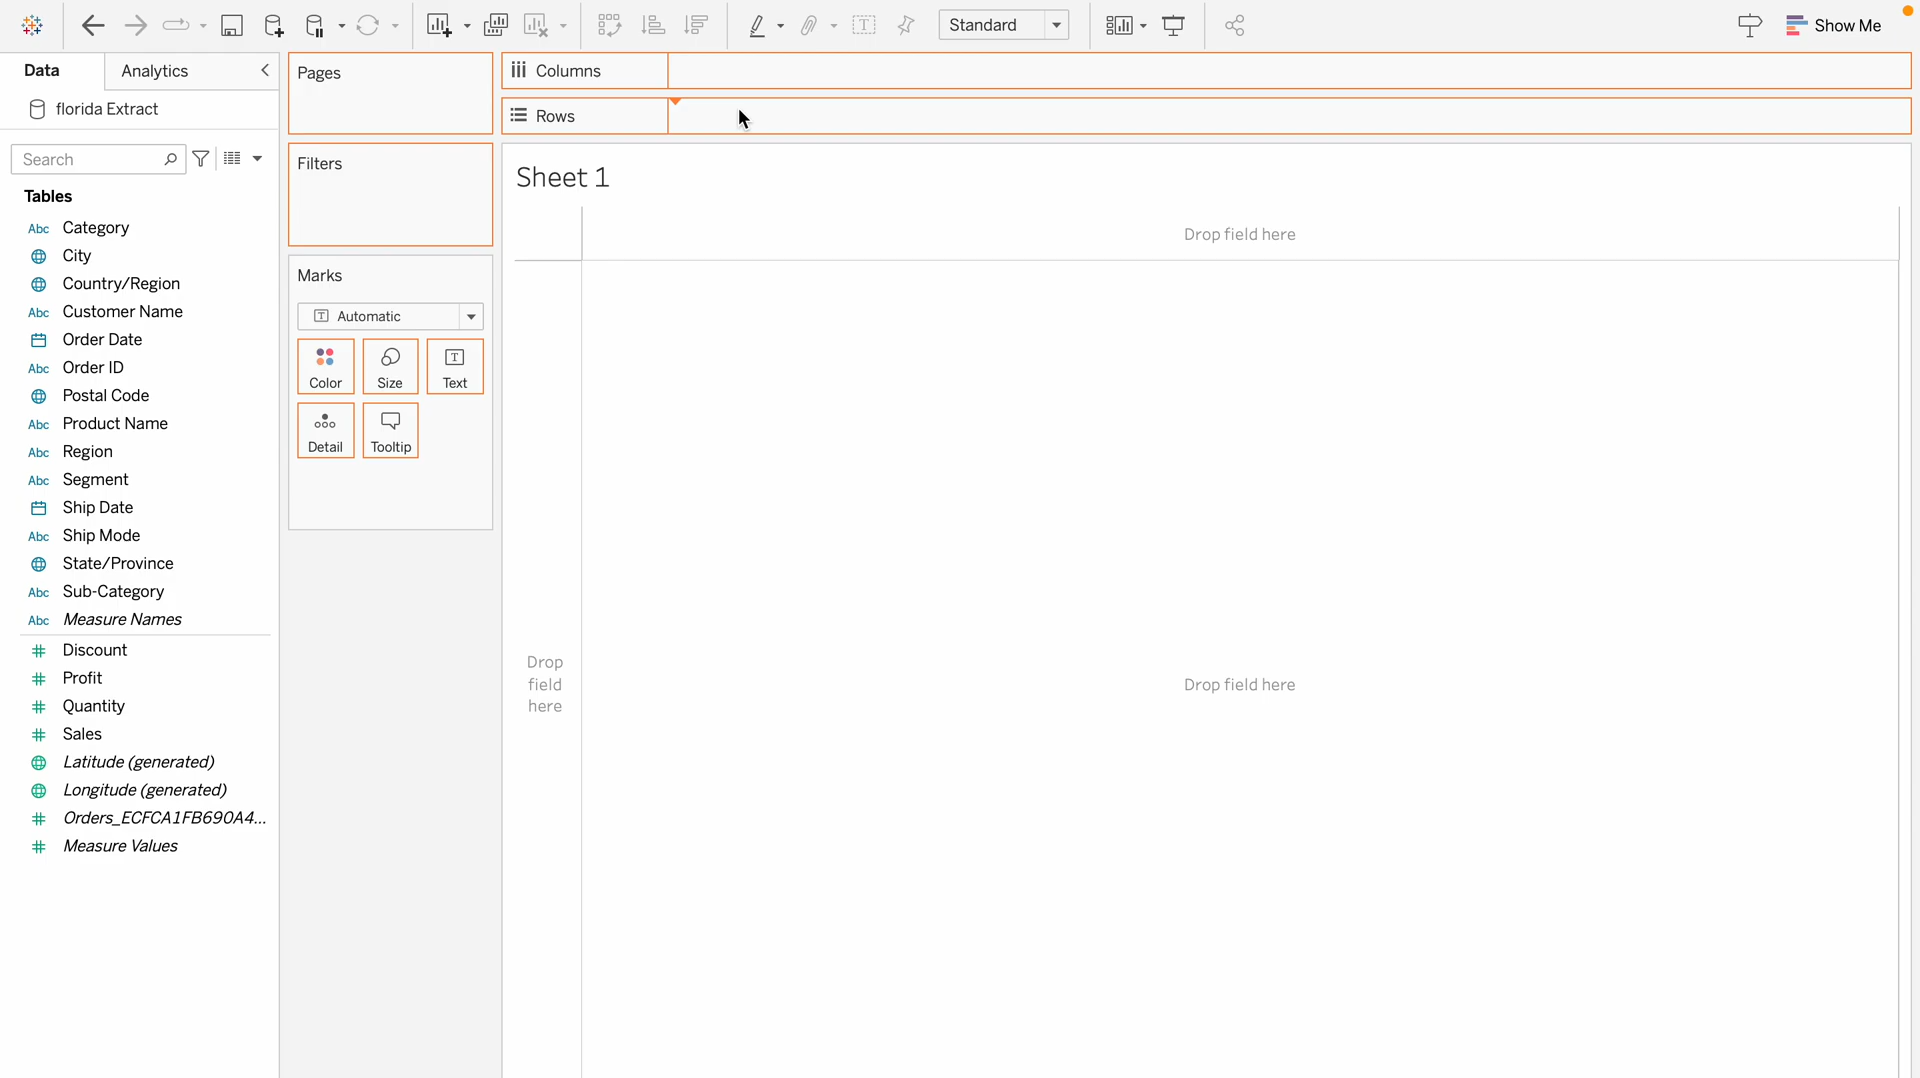 Standard
Show Me
Data
Analytics
florida Extract
Search
Tables
Abc Category
City
Country/Region
Abc Customer Name
Order Date
Abc Order ID
Postal Code
Abc Product Name
Abc Region
Abc Segment
Ship Date
Abc Ship Mode
State/Province
Abc Sub-Category
Abc Measure Names
Discount
Profit
Quantity
Sales
Latitude (generated)
Longitude (generated)
Orders_ECFCA1FB690A4...
Measure Values
Pages
Filters
Marks
T Automatic
Color
Size
T
Text
Detail
Tooltip
Columns
Rows
Sheet 1
Drop field here
Drop
field
here
Drop field here